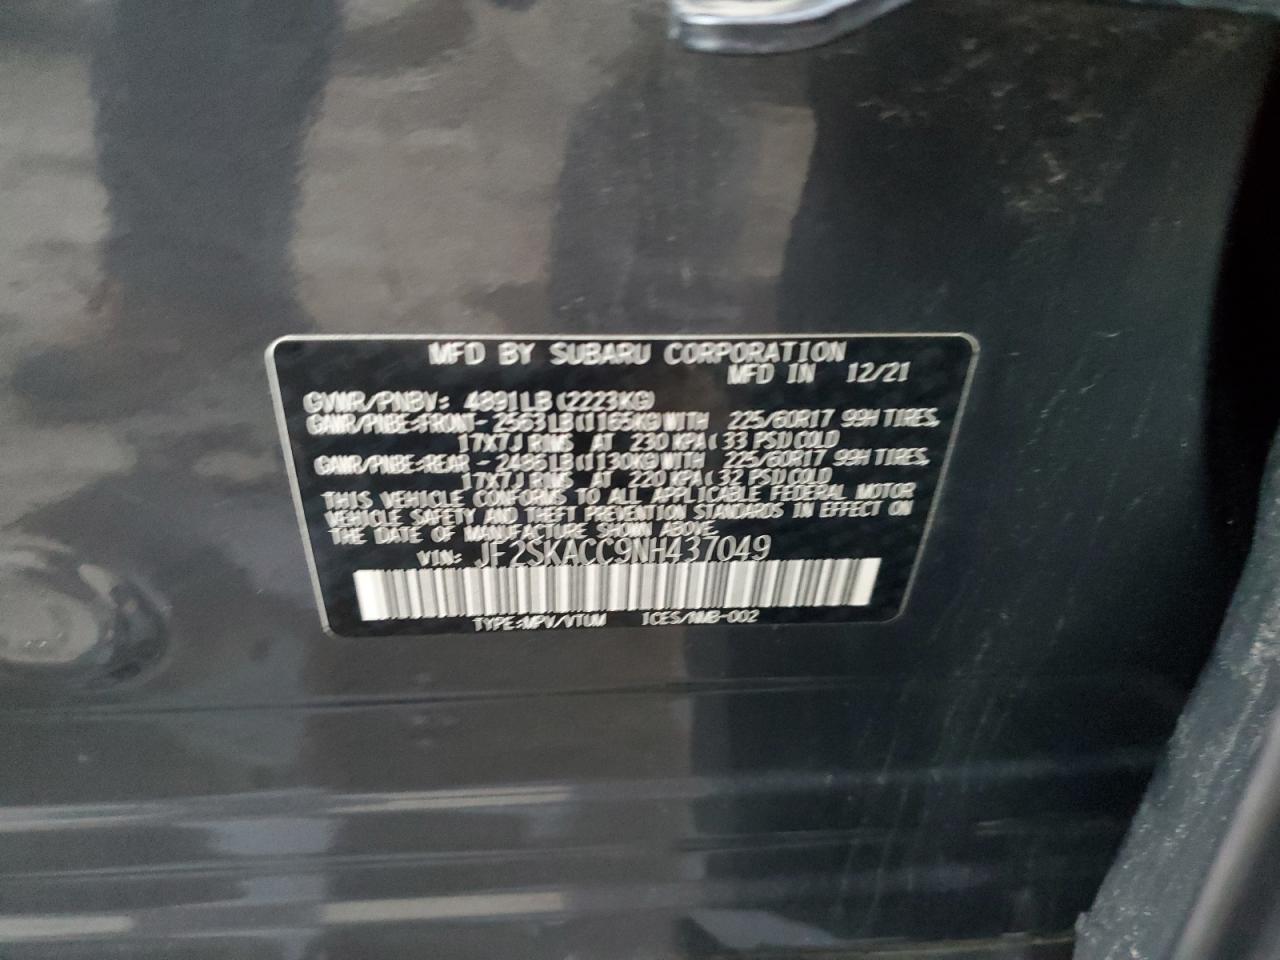 MFD BY SUBARU CORPORATION
MFD IN 12/21
GVWR/PNBV: 4891LB(2223KG)
GAWR/PNBE:FRONT-2563LB(1165KG)WITH 225/60R17 99H TIRES,
17X7J RIMS AT 230 KPA(33 PSI)COLD
GAWR/PNBE:REAR -2486LB(1130KG)WITH 225/60R17 99H TIRES,
17X7J RIMS AT 220 KPA(32 PSI)COLD
THIS VEHICLE CONFORMS TO ALL APPLICABLE FEDERAL MOTOR
VEHICLE SAFETY AND THEFT PREVENTION STANDARDS IN EFFECT ON
THE DATE OF MANUFACTURE SHOWN ABOVE.
VIN: JF2SKACC9NH437049
TYPE:MPV/VTUM ICES/NMB-002